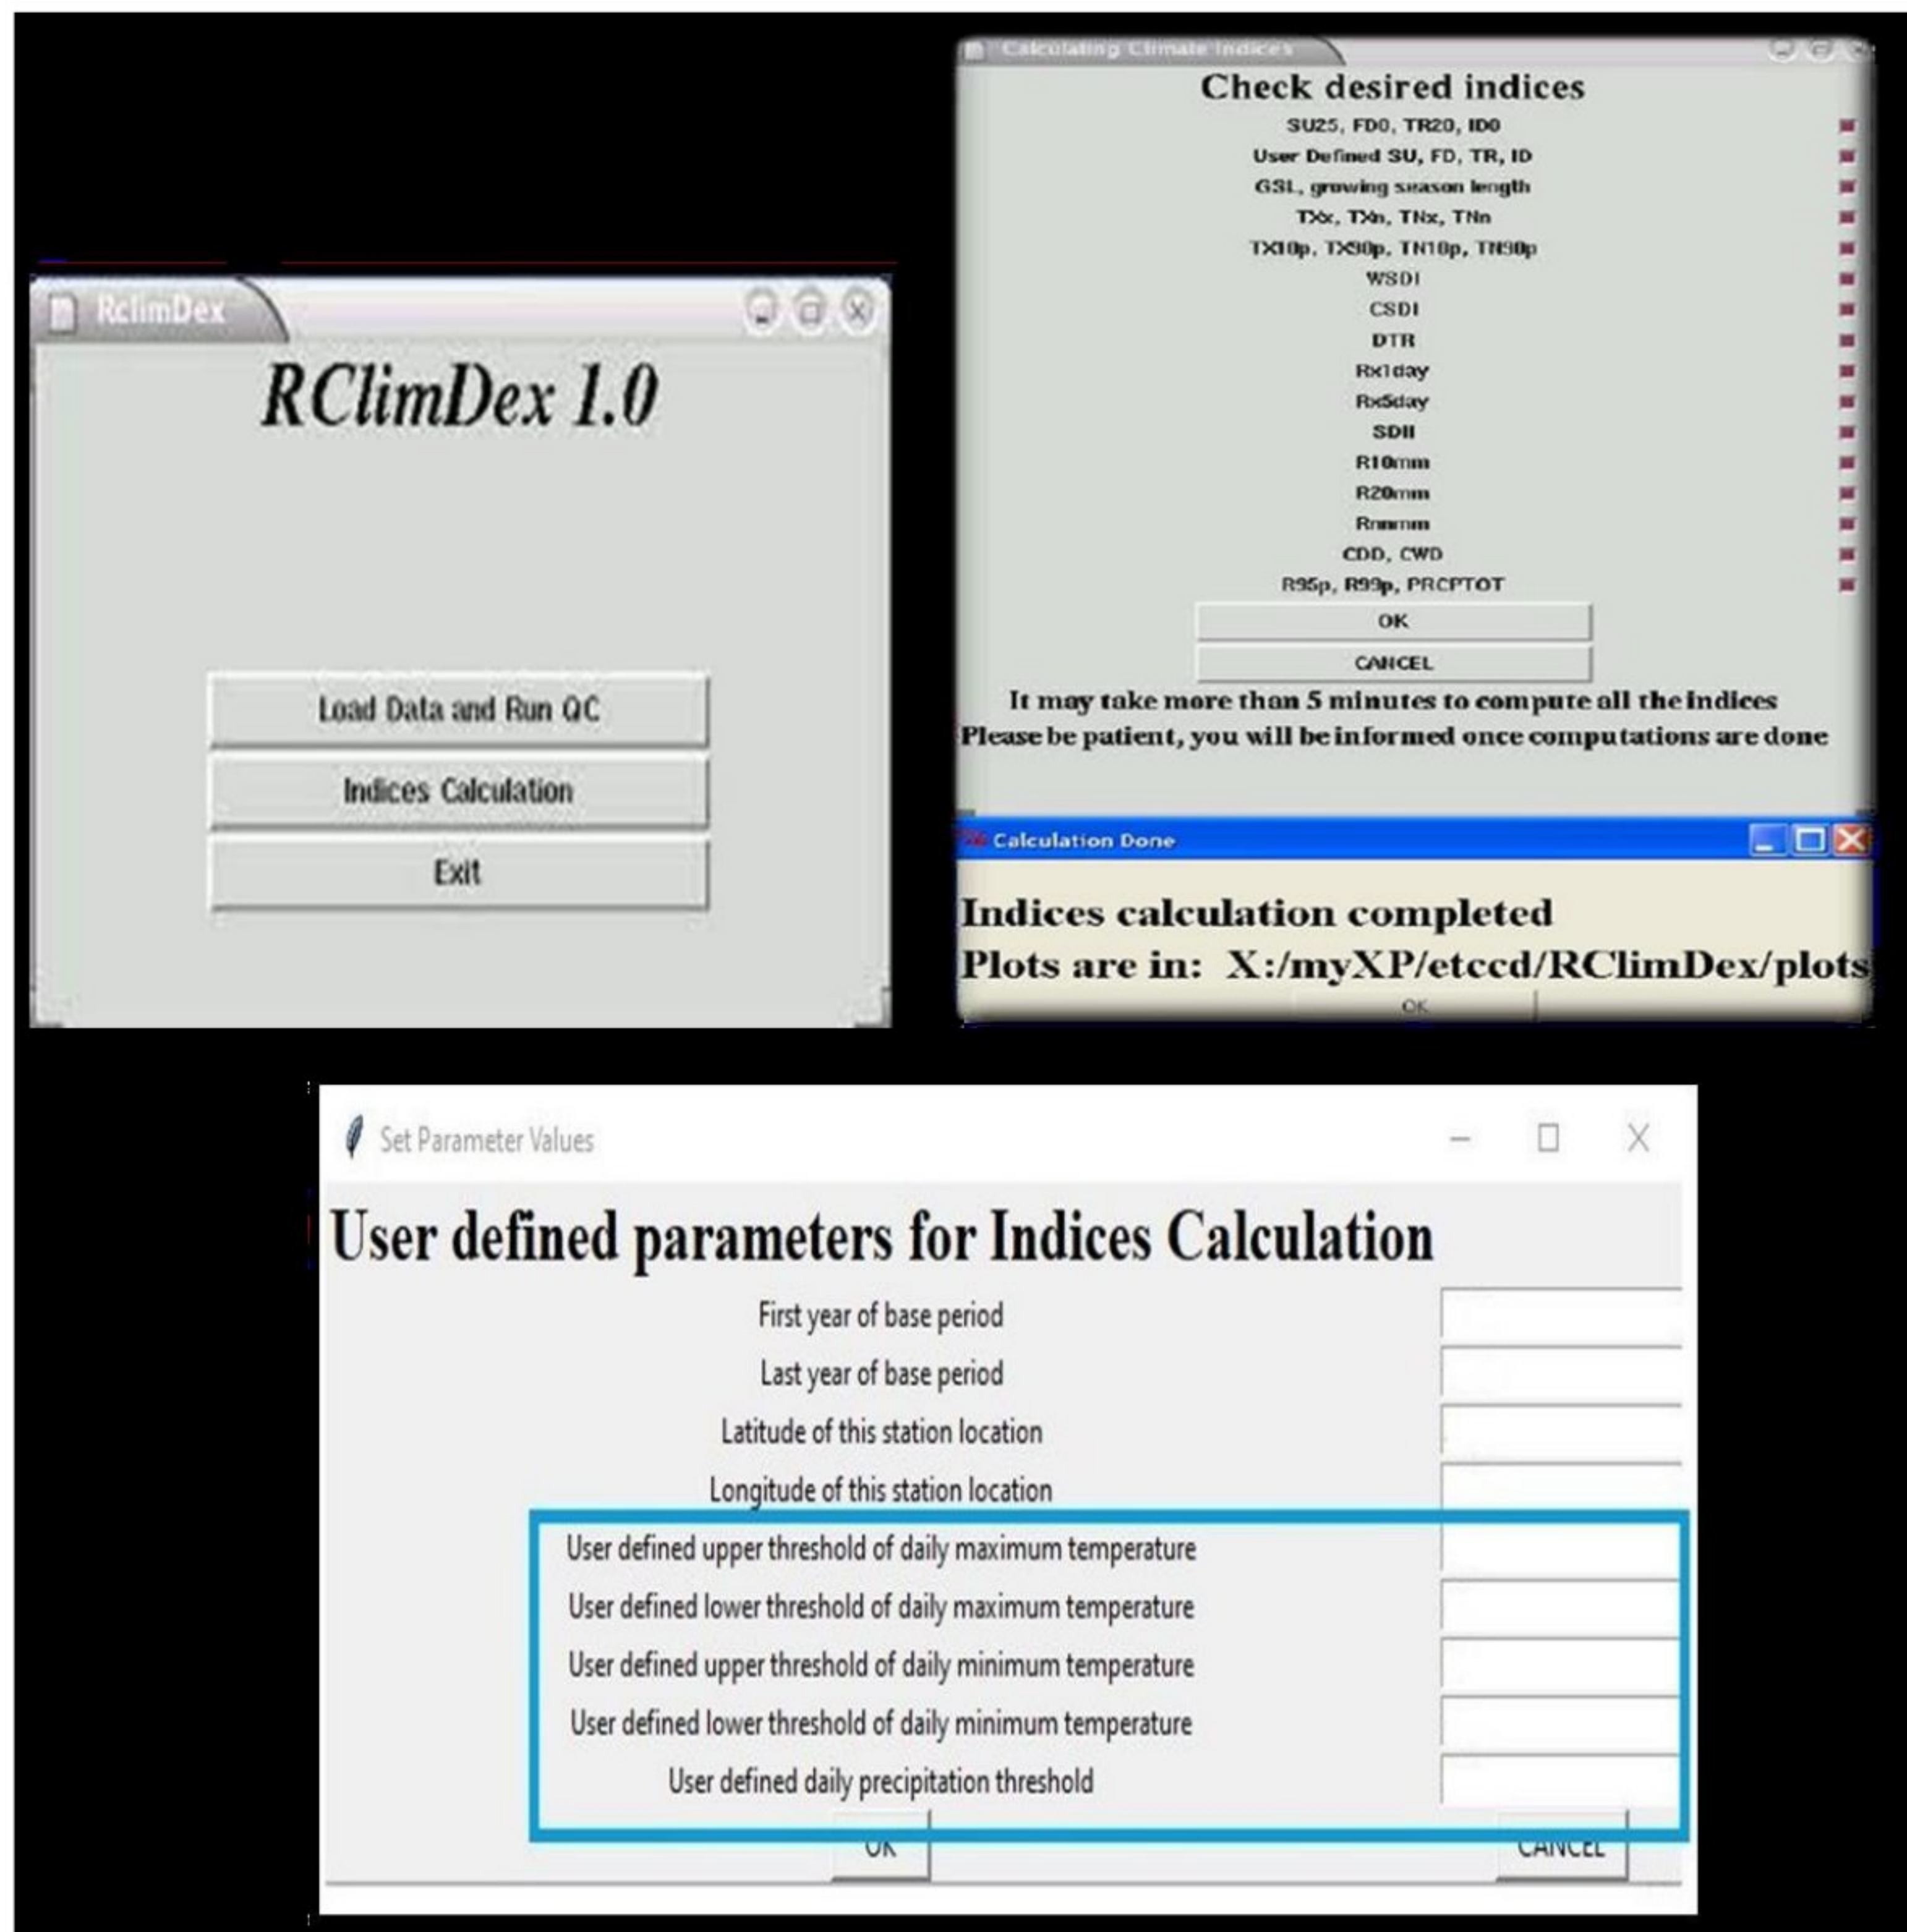 RclimDex
RClimDex 1.0
Load Data and Run QC
Indices Calculation
Exit
Calculating Climate Indices
Check desired indices
SU25, FD0, TR20, ID0
User Defined SU, FD, TR, ID
GSL, growing season length
TXx, TXn, TNx, TNn
TX10p, TX90p, TN10p, TN90p
WSDI
CSDI
DTR
Rx1day
Rx5day
SDII
R10mm
R20mm
Rnnmm
CDD, CWD
R95p, R99p, PRCPTOT
OK
CANCEL
It may take more than 5 minutes to compute all the indices
Please be patient, you will be informed once computations are done
Calculation Done
Indices calculation completed
Plots are in: X:/myXP/etccd/RClimDex/plots
OK
Set Parameter Values
User defined parameters for Indices Calculation
First year of base period
Last year of base period
Latitude of this station location
Longitude of this station location
User defined upper threshold of daily maximum temperature
User defined lower threshold of daily maximum temperature
User defined upper threshold of daily minimum temperature
User defined lower threshold of daily minimum temperature
User defined daily precipitation threshold
OK
CANCEL